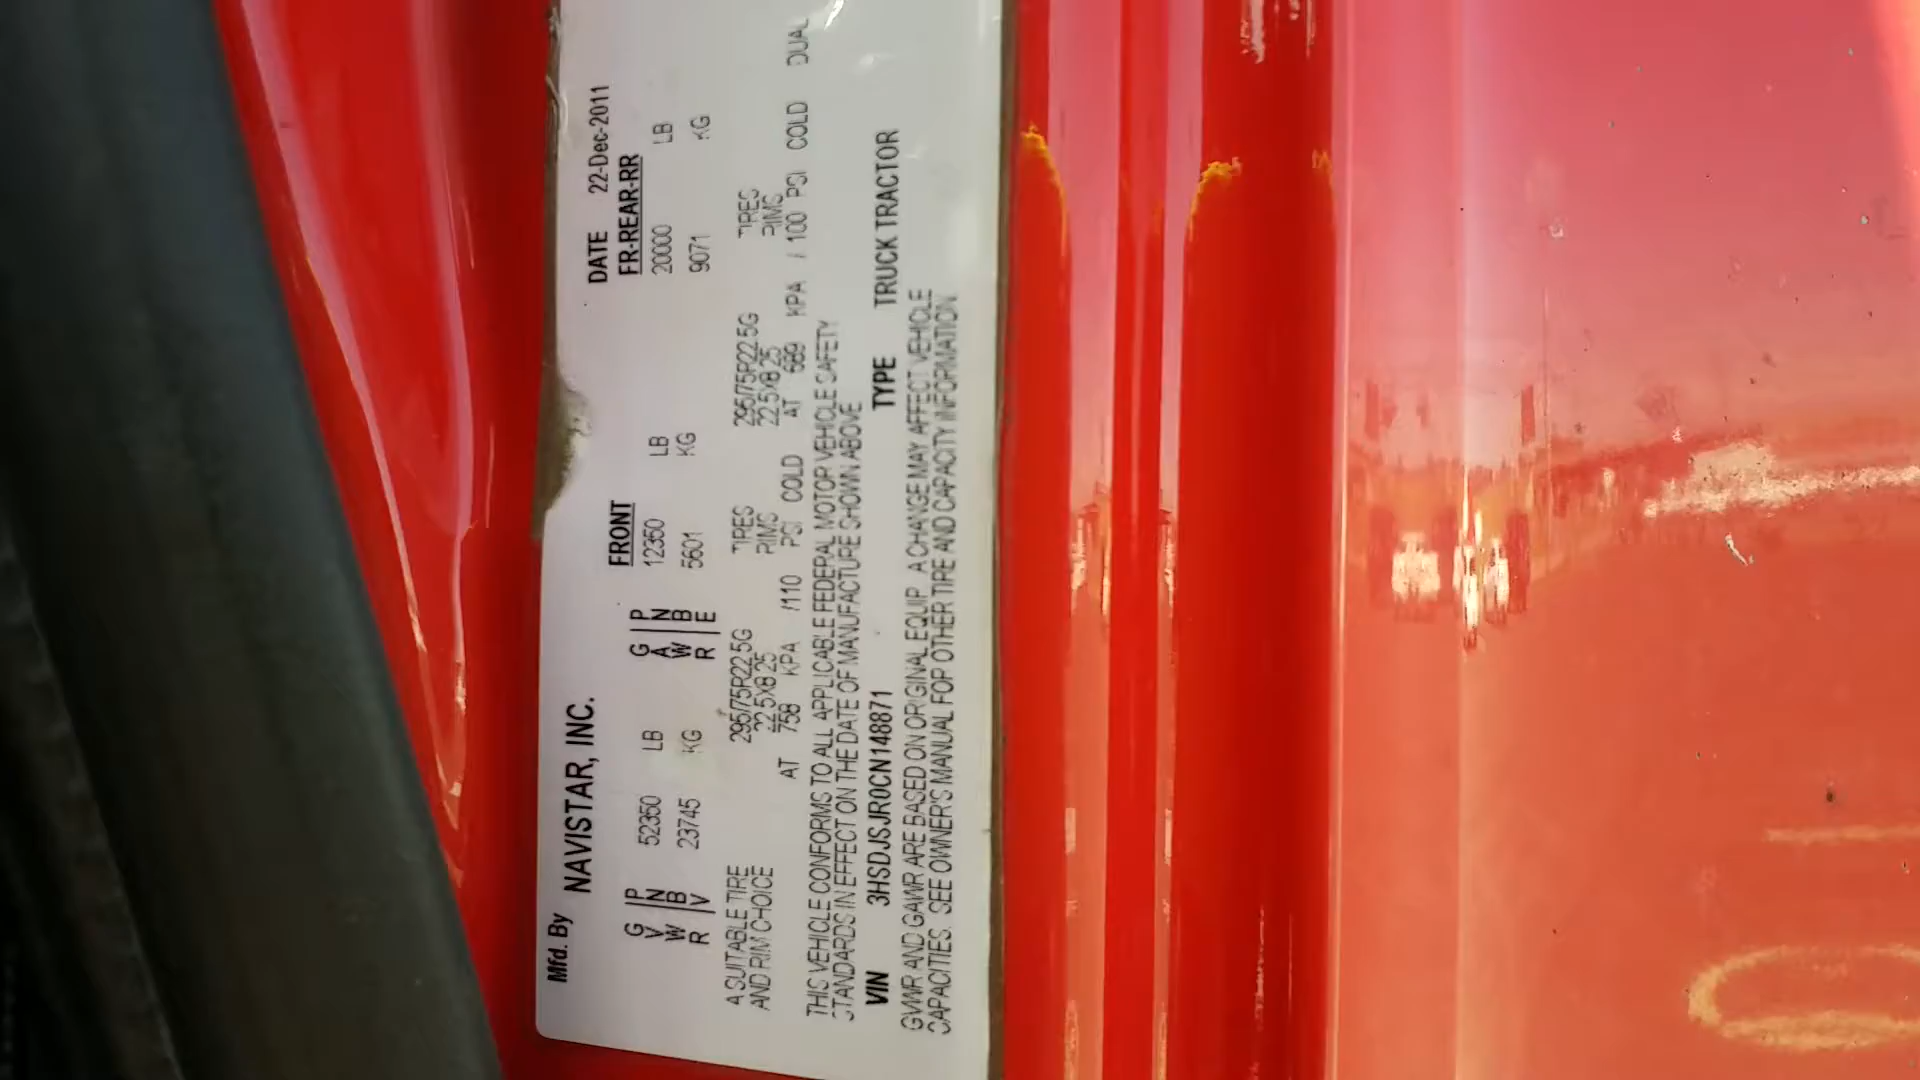 Mfd. By NAVISTAR, INC. DATE 22-Dec-2011
FRONT FR-REAR-RR
G|P 52350 LB G|P 12350 LB 20000 LB
V|N A|N
W|B 23745 KG W|B 5601 KG 9071 KG
R|V R|E
A SUITABLE TIRE 295/75R22.5G TIRES 295/75R22.5G TIRES
AND RIM CHOICE 22.5X8.25 RIMS 22.5X8.25 RIMS
AT 758 KPA /110 PSI COLD AT 689 KPA / 100 PSI COLD DUAL
THIS VEHICLE CONFORMS TO ALL APPLICABLE FEDERAL MOTOR VEHICLE SAFETY
STANDARDS IN EFFECT ON THE DATE OF MANUFACTURE SHOWN ABOVE
VIN 3HSDJSJR0CN148871 TYPE TRUCK TRACTOR
GVWR AND GAWR ARE BASED ON ORIGINAL EQUIP. A CHANGE MAY AFFECT VEHICLE
CAPACITIES. SEE OWNER'S MANUAL FOR OTHER TIRE AND CAPACITY INFORMATION